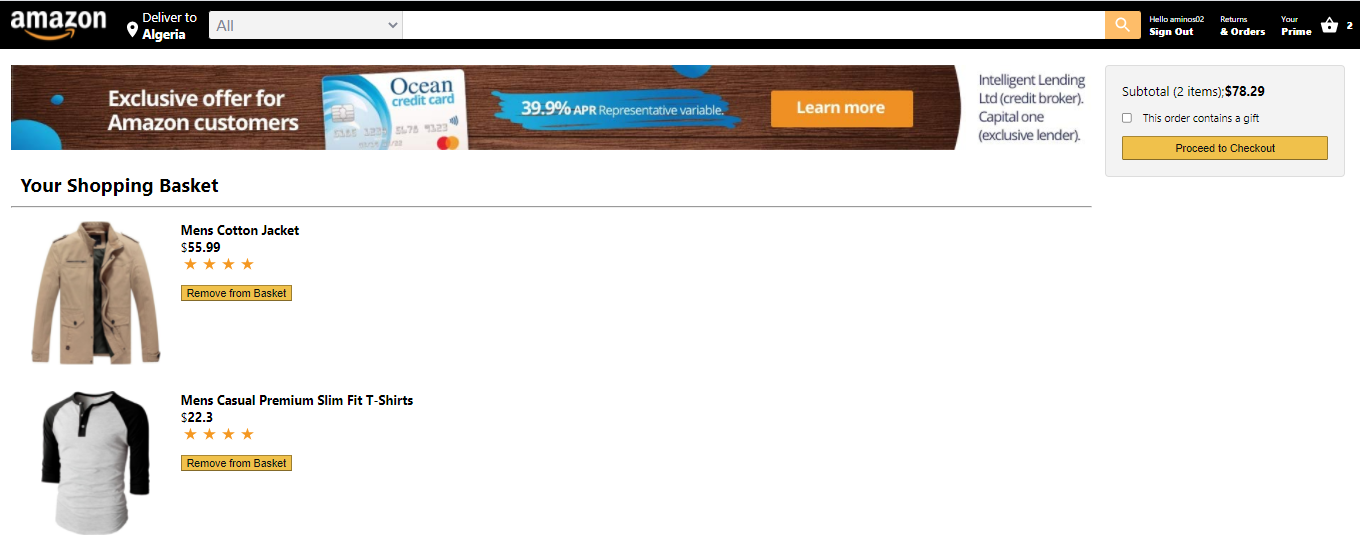 amazon
Deliver to
Algeria
All
Hello aminos02
Sign Out
Returns
& Orders
Your
Prime
2
Exclusive offer for
Amazon customers
Ocean
credit card
39.9% APR Representative variable.
Learn more
Intelligent Lending
Ltd (credit broker).
Capital one
(exclusive lender).
Subtotal (2 items);$78.29
This order contains a gift
Proceed to Checkout
Your Shopping Basket
Mens Cotton Jacket
$55.99
Remove from Basket
Mens Casual Premium Slim Fit T-Shirts
$22.3
Remove from Basket